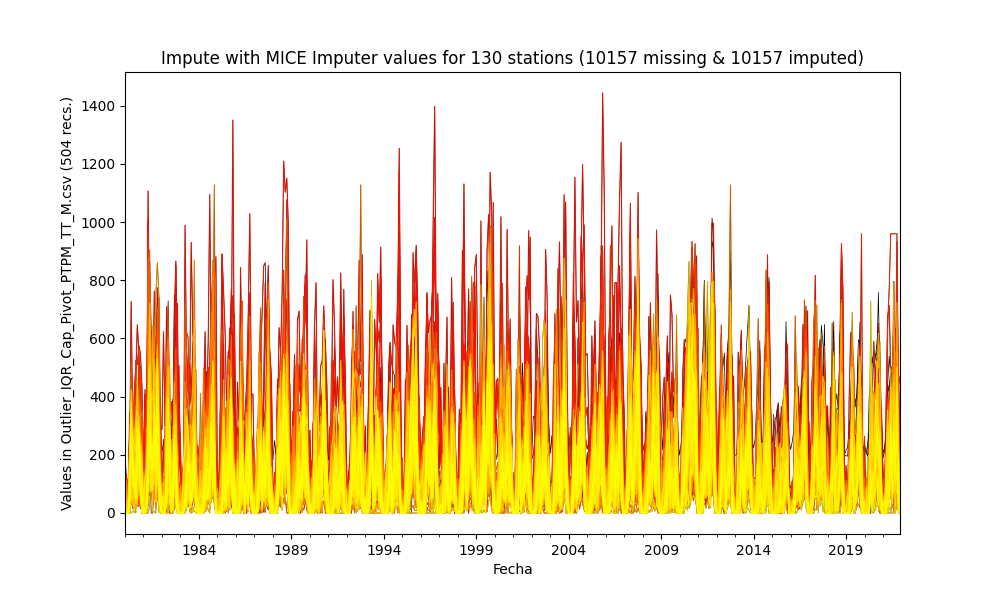 Impute with MICE Imputer values for 130 stations (10157 missing & 10157 imputed)
Values in Outlier_IQR_Cap_Pivot_PTPM_TT_M.csv (504 recs.)
1400
1200
1000
800
600
400
200
0
1984 1989 1994 1999 2004 2009 2014 2019
Fecha